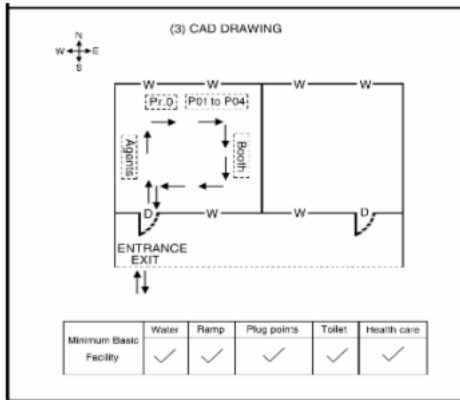 (3) CAD DRAWING
N
W E
S
W W W W
Pr.D P01 to P04
Agents
Booth
D W W D
ENTRANCE
EXIT
Minimum Basic Facility Water Ramp Plug points Toilet Health care